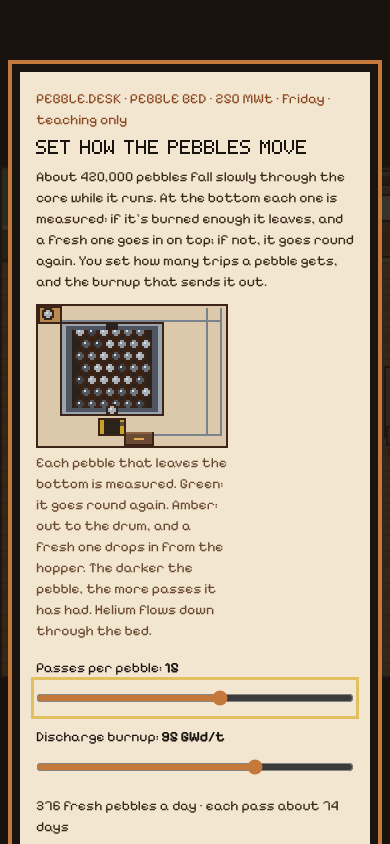 PEBBLE.DESK · PEBBLE BED · 250 MWt · Friday ·
teaching only
SET HOW THE PEBBLES MOVE
About 420,000 pebbles fall slowly through the
core while it runs. At the bottom each one is
measured: if it's burned enough it leaves, and
a fresh one goes in on top; if not, it goes round
again. You set how many trips a pebble gets,
and the burnup that sends it out.
Each pebble that leaves the
bottom is measured. Green:
it goes round again. Amber:
out to the drum, and a
fresh one drops in from the
hopper. The darker the
pebble, the more passes it
has had. Helium flows down
through the bed.
Passes per pebble: 15
Discharge burnup: 95 GWd/t
376 fresh pebbles a day · each pass about 74
days